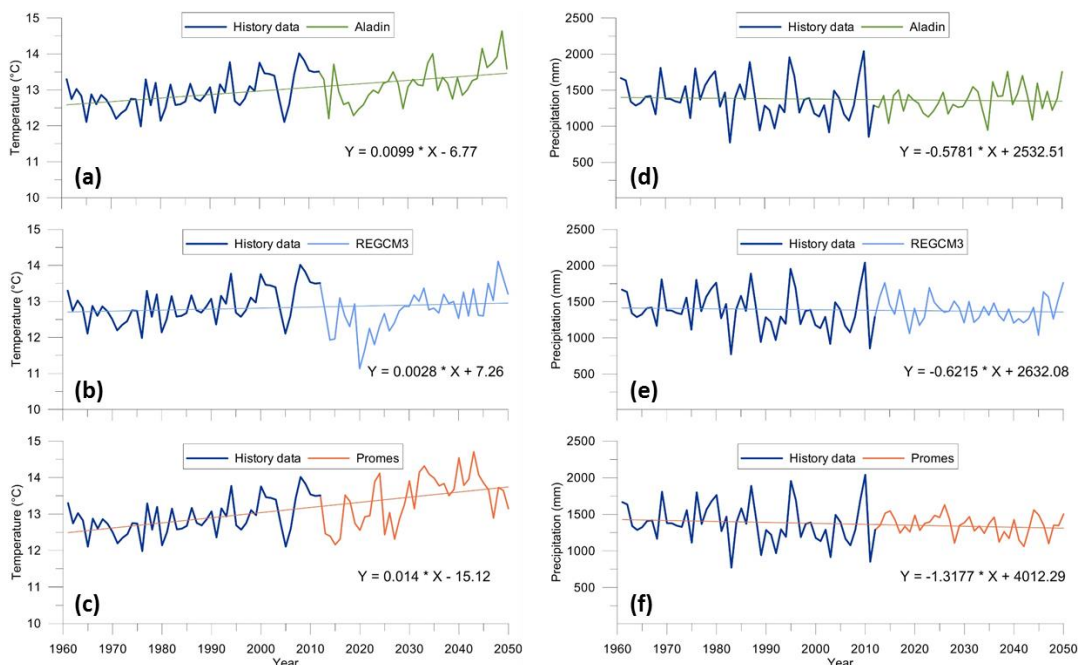 History data Aladin
Temperature (°C)
15
14
13
12
11
10
Y = 0.0099 * X - 6.77
(a)
History data Aladin
Precipitation (mm)
2500
2000
1500
1000
500
Y = -0.5781 * X + 2532.51
(d)
History data REGCM3
Temperature (°C)
15
14
13
12
11
10
Y = 0.0028 * X + 7.26
(b)
History data REGCM3
Precipitation (mm)
2500
2000
1500
1000
500
Y = -0.6215 * X + 2632.08
(e)
History data Promes
Temperature (°C)
15
14
13
12
11
10
Y = 0.014 * X - 15.12
(c)
1960 1970 1980 1990 2000 2010 2020 2030 2040 2050
Year
History data Promes
Precipitation (mm)
2500
2000
1500
1000
500
Y = -1.3177 * X + 4012.29
(f)
1960 1970 1980 1990 2000 2010 2020 2030 2040 2050
Year